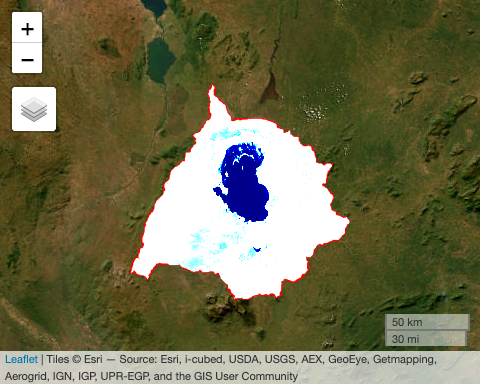 +
−
50 km
30 mi
Leaflet | Tiles © Esri — Source: Esri, i-cubed, USDA, USGS, AEX, GeoEye, Getmapping,
Aerogrid, IGN, IGP, UPR-EGP, and the GIS User Community